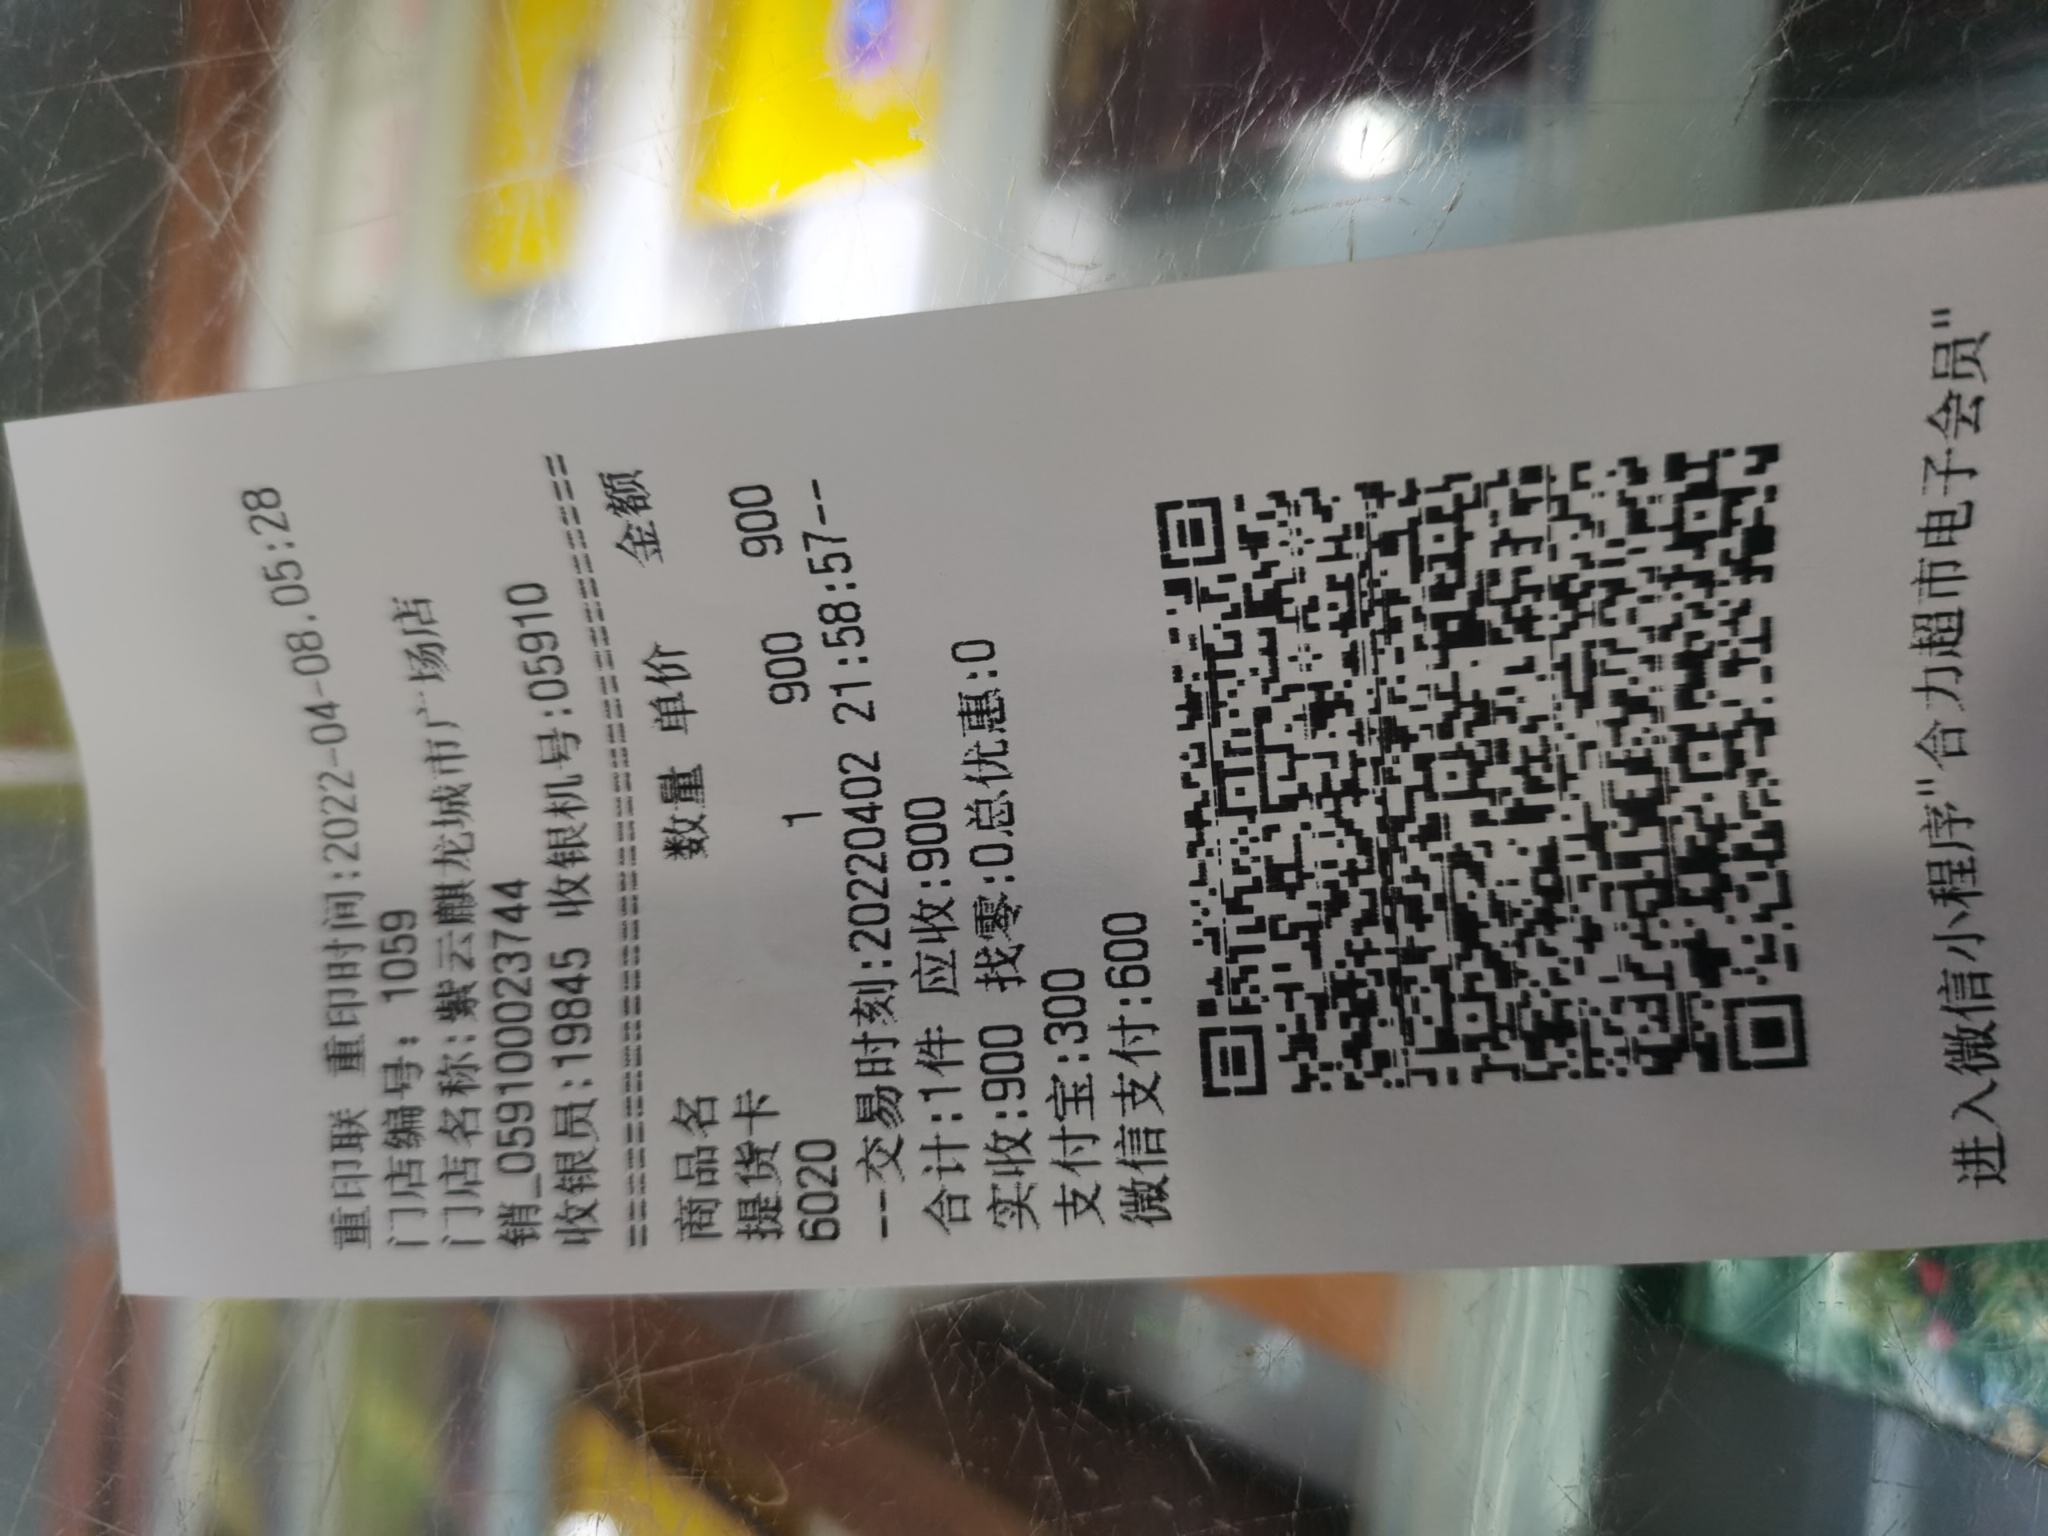 重印联 重印时间:2022-04-08.05:28
门店编号: 1059
门店名称:紫云麒龙城市广场店
销_0591000023744
收银员:19845 收银机号:05910
========================================
商品名 数量 单价 金额
提货卡
6020 1 900 900
--交易时刻:20220402 21:58:57--
合计:1件 应收:900
实收:900 找零:0总优惠:0
支付宝:300
微信支付:600
进入微信小程序"合力超市电子会员"